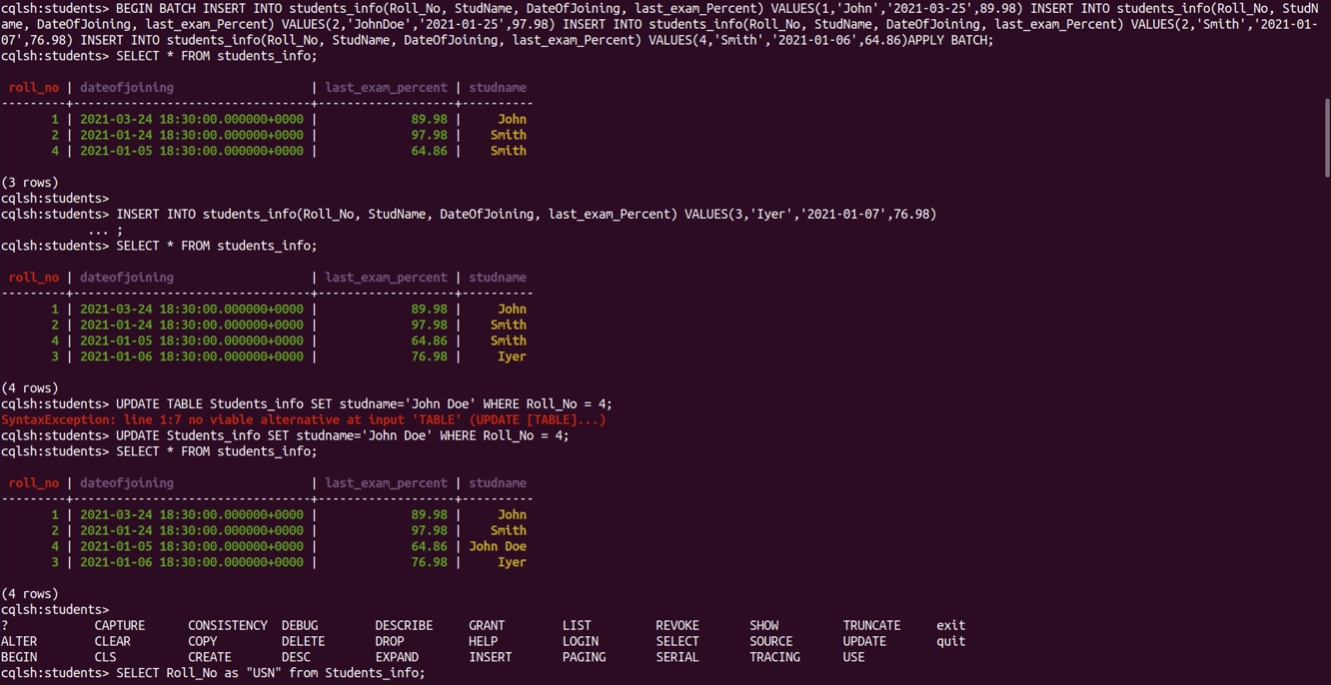 cqlsh:students> BEGIN BATCH INSERT INTO students_info(Roll_No, StudName, DateOfJoining, last_exam_Percent) VALUES(1,'John','2021-03-25',89.98) INSERT INTO students_info(Roll_No, StudN
ame, DateOfJoining, last_exam_Percent) VALUES(2,'JohnDoe','2021-01-25',97.98) INSERT INTO students_info(Roll_No, StudName, DateOfJoining, last_exam_Percent) VALUES(2,'Smith','2021-01-
07',76.98) INSERT INTO students_info(Roll_No, StudName, DateOfJoining, last_exam_Percent) VALUES(4,'Smith','2021-01-06',64.86)APPLY BATCH;
cqlsh:students> SELECT * FROM students_info;
roll_no | dateofjoining | last_exam_percent | studname
---------+---------------------------------+-------------------+----------
1 | 2021-03-24 18:30:00.000000+0000 | 89.98 | John
2 | 2021-01-24 18:30:00.000000+0000 | 97.98 | Smith
4 | 2021-01-05 18:30:00.000000+0000 | 64.86 | Smith
(3 rows)
cqlsh:students>
cqlsh:students> INSERT INTO students_info(Roll_No, StudName, DateOfJoining, last_exam_Percent) VALUES(3,'Iyer','2021-01-07',76.98)
... ;
cqlsh:students> SELECT * FROM students_info;
roll_no | dateofjoining | last_exam_percent | studname
---------+---------------------------------+-------------------+----------
1 | 2021-03-24 18:30:00.000000+0000 | 89.98 | John
2 | 2021-01-24 18:30:00.000000+0000 | 97.98 | Smith
4 | 2021-01-05 18:30:00.000000+0000 | 64.86 | Smith
3 | 2021-01-06 18:30:00.000000+0000 | 76.98 | Iyer
(4 rows)
cqlsh:students> UPDATE TABLE Students_info SET studname='John Doe' WHERE Roll_No = 4;
SyntaxException: line 1:7 no viable alternative at input 'TABLE' (UPDATE [TABLE]...)
cqlsh:students> UPDATE Students_info SET studname='John Doe' WHERE Roll_No = 4;
cqlsh:students> SELECT * FROM students_info;
roll_no | dateofjoining | last_exam_percent | studname
---------+---------------------------------+-------------------+----------
1 | 2021-03-24 18:30:00.000000+0000 | 89.98 | John
2 | 2021-01-24 18:30:00.000000+0000 | 97.98 | Smith
4 | 2021-01-05 18:30:00.000000+0000 | 64.86 | John Doe
3 | 2021-01-06 18:30:00.000000+0000 | 76.98 | Iyer
(4 rows)
cqlsh:students>
? CAPTURE CONSISTENCY DEBUG DESCRIBE GRANT LIST REVOKE SHOW TRUNCATE exit
ALTER CLEAR COPY DELETE DROP HELP LOGIN SELECT SOURCE UPDATE quit
BEGIN CLS CREATE DESC EXPAND INSERT PAGING SERIAL TRACING USE
cqlsh:students> SELECT Roll_No as "USN" from Students_info;